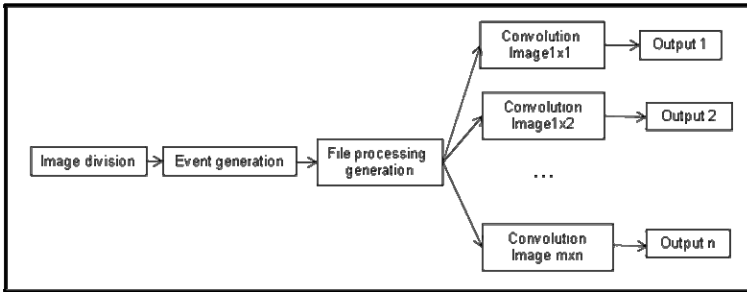 Convolution
Image1x1
Output 1
Convolution
Image1x2
Output 2
Image division
Event generation
File processing
generation
...
Convolution
Image mxn
Output n